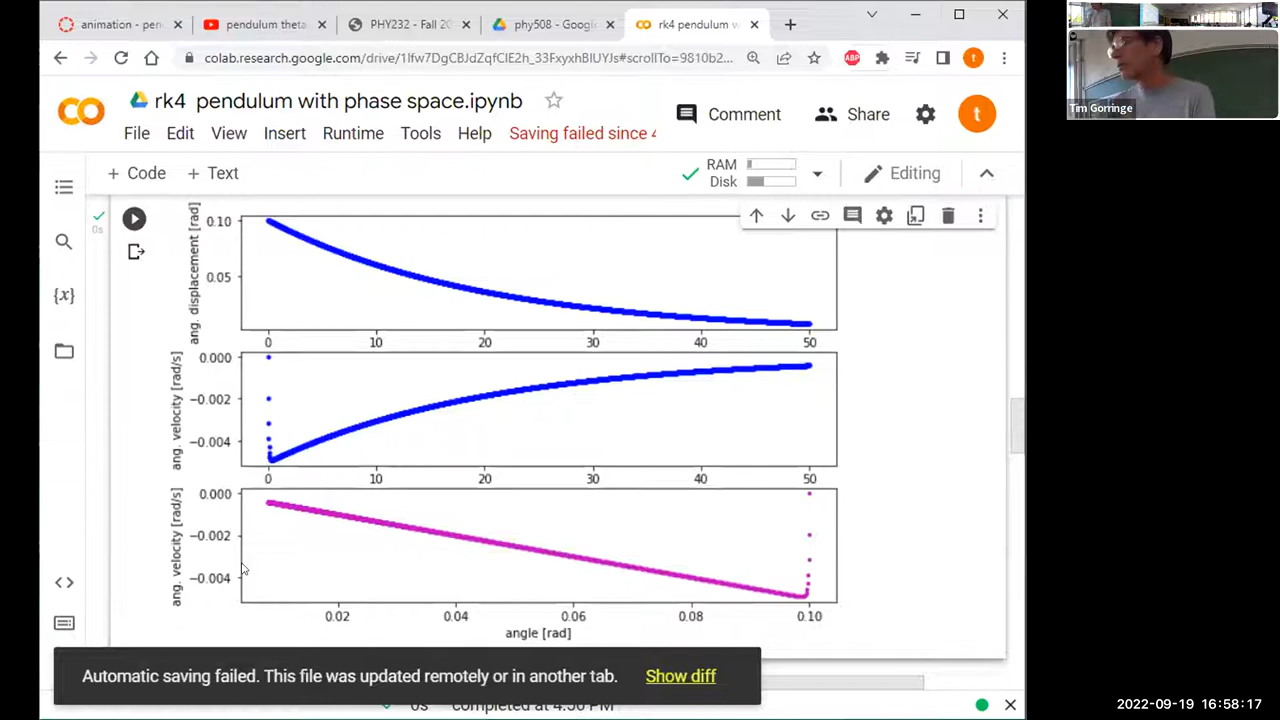 animation - pen
pendulum theta
PHY232 - Fall 20
phy508 - Google
rk4 pendulum w
colab.research.google.com/drive/1lfw7DgCBJdZqfCIE2h_33FxyxhBIUYJs#scrollTo=9810b2...
ABP
t
rk4 pendulum with phase space.ipynb
Comment
Share
t
File Edit View Insert Runtime Tools Help Saving failed since 4
+ Code + Text
RAM
Disk
Editing
0s
{x}
ang. displacement [rad]
0.10
0.05
0 10 20 30 40 50
ang. velocity [rad/s]
0.000
−0.002
−0.004
0 10 20 30 40 50
ang. velocity [rad/s]
0.000
−0.002
−0.004
0.02 0.04 0.06 0.08 0.10
angle [rad]
Automatic saving failed. This file was updated remotely or in another tab. Show diff
0s completed at 4:50 PM
Tim Gorringe
2022-09-19 16:58:17